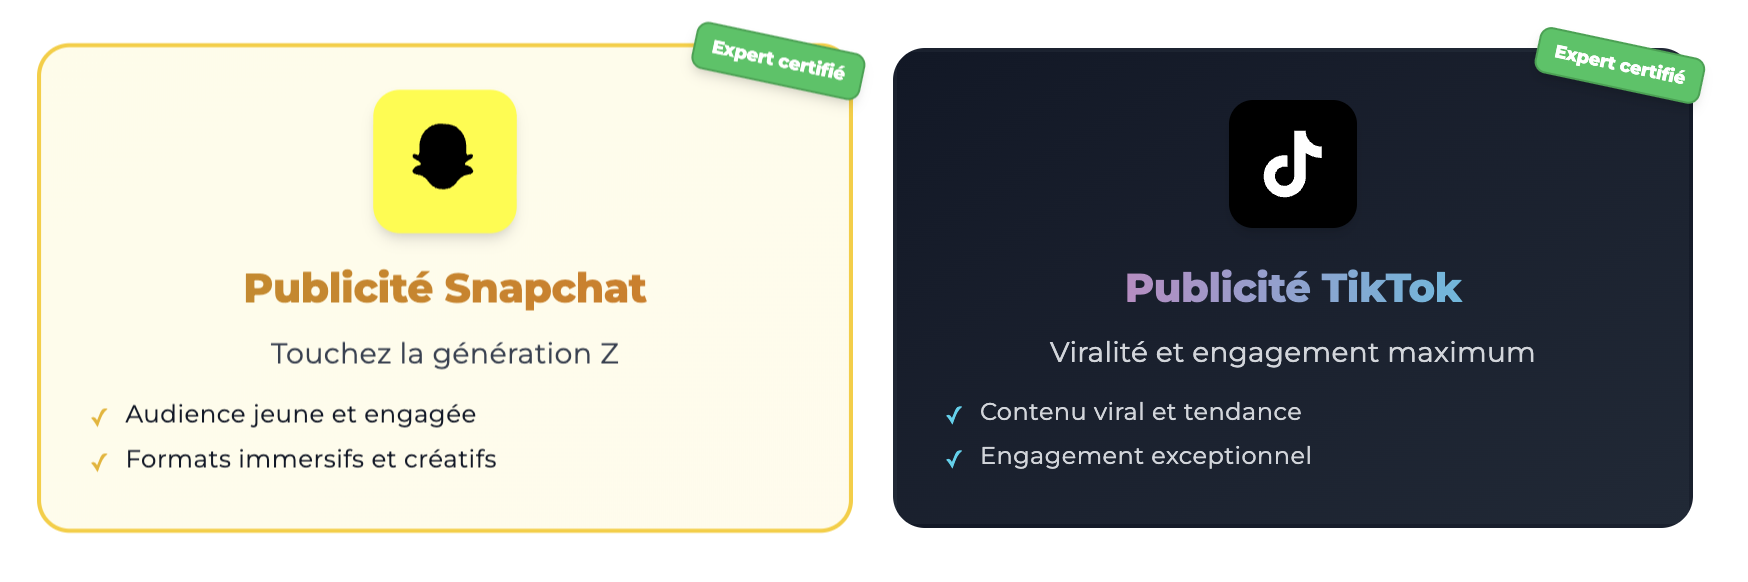 Expert certifié
Publicité Snapchat
Touchez la génération Z
✓ Audience jeune et engagée
✓ Formats immersifs et créatifs
Expert certifié
Publicité TikTok
Viralité et engagement maximum
✓ Contenu viral et tendance
✓ Engagement exceptionnel